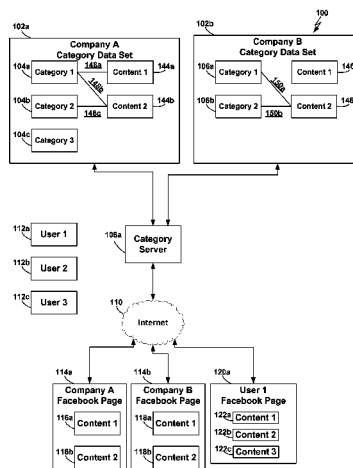 102a
102b
100
Company A
Category Data Set
Company B
Category Data Set
104a
Category 1
146a
Content 1
144a
146b
104b
Category 2
146c
Content 2
144b
104c
Category 3
106a
Category 1
Content 1
150a
106b
Category 2
150b
Content 2
112a
User 1
112b
User 2
112c
User 3
Category
Server
110
Internet
114a
Company A
Facebook Page
116a
Content 1
Content 2
114b
Company B
Facebook Page
118a
Content 1
118b
Content 2
120a
User 1
Facebook Page
122a
Content 1
122b
Content 2
122c
Content 3